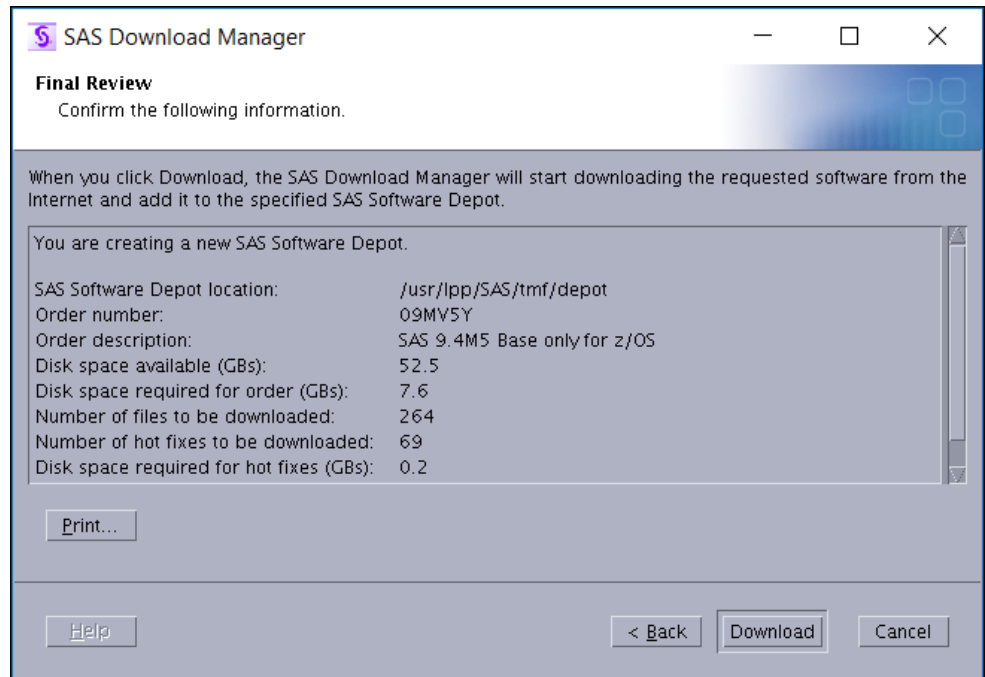 SAS Download Manager
Final Review
Confirm the following information.
When you click Download, the SAS Download Manager will start downloading the requested software from the
Internet and add it to the specified SAS Software Depot.
You are creating a new SAS Software Depot.
SAS Software Depot location: /usr/lpp/SAS/tmf/depot
Order number: 09MV5Y
Order description: SAS 9.4M5 Base only for z/OS
Disk space available (GBs): 52.5
Disk space required for order (GBs): 7.6
Number of files to be downloaded: 264
Number of hot fixes to be downloaded: 69
Disk space required for hot fixes (GBs): 0.2
Print...
Help < Back Download Cancel